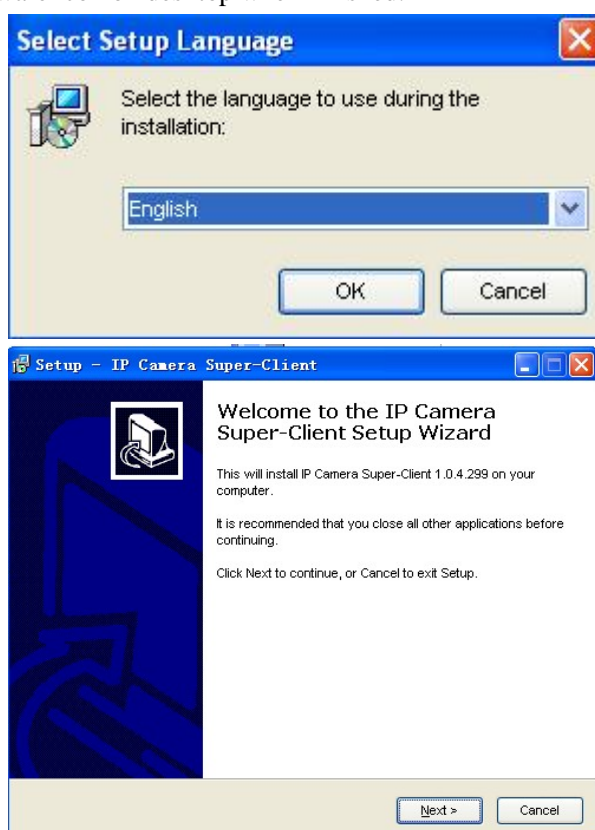 desktop when finished.
Select Setup Language
Select the language to use during the
installation:
English
OK
Cancel
Setup - IP Camera Super-Client
Welcome to the IP Camera
Super-Client Setup Wizard
This will install IP Camera Super-Client 1.0.4.299 on your
computer.
It is recommended that you close all other applications before
continuing.
Click Next to continue, or Cancel to exit Setup.
Next >
Cancel